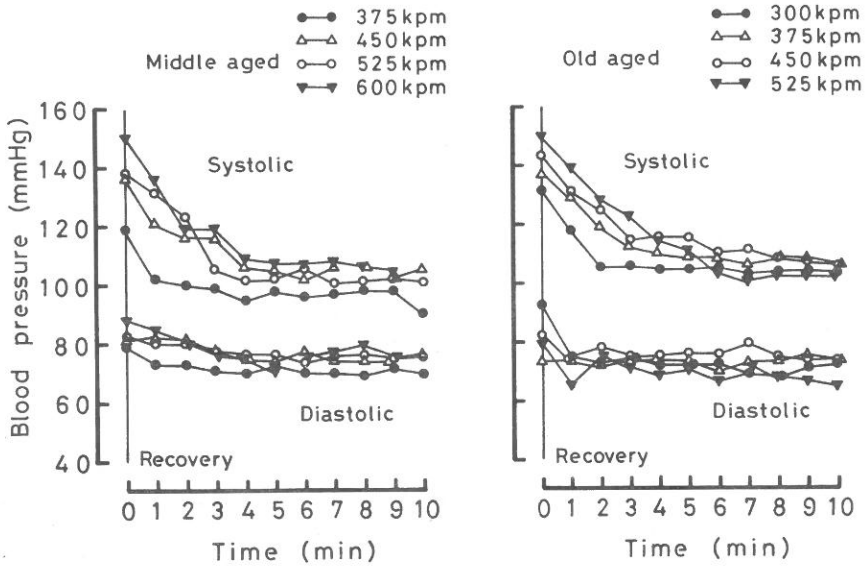 Middle aged
375kpm
450kpm
525kpm
600kpm
Old aged
300kpm
375kpm
450kpm
525kpm
Blood pressure (mmHg)
160
140
120
100
80
60
40
Systolic
Diastolic
Recovery
0 1 2 3 4 5 6 7 8 9 10
Time (min)
Systolic
Diastolic
Recovery
0 1 2 3 4 5 6 7 8 9 10
Time (min)